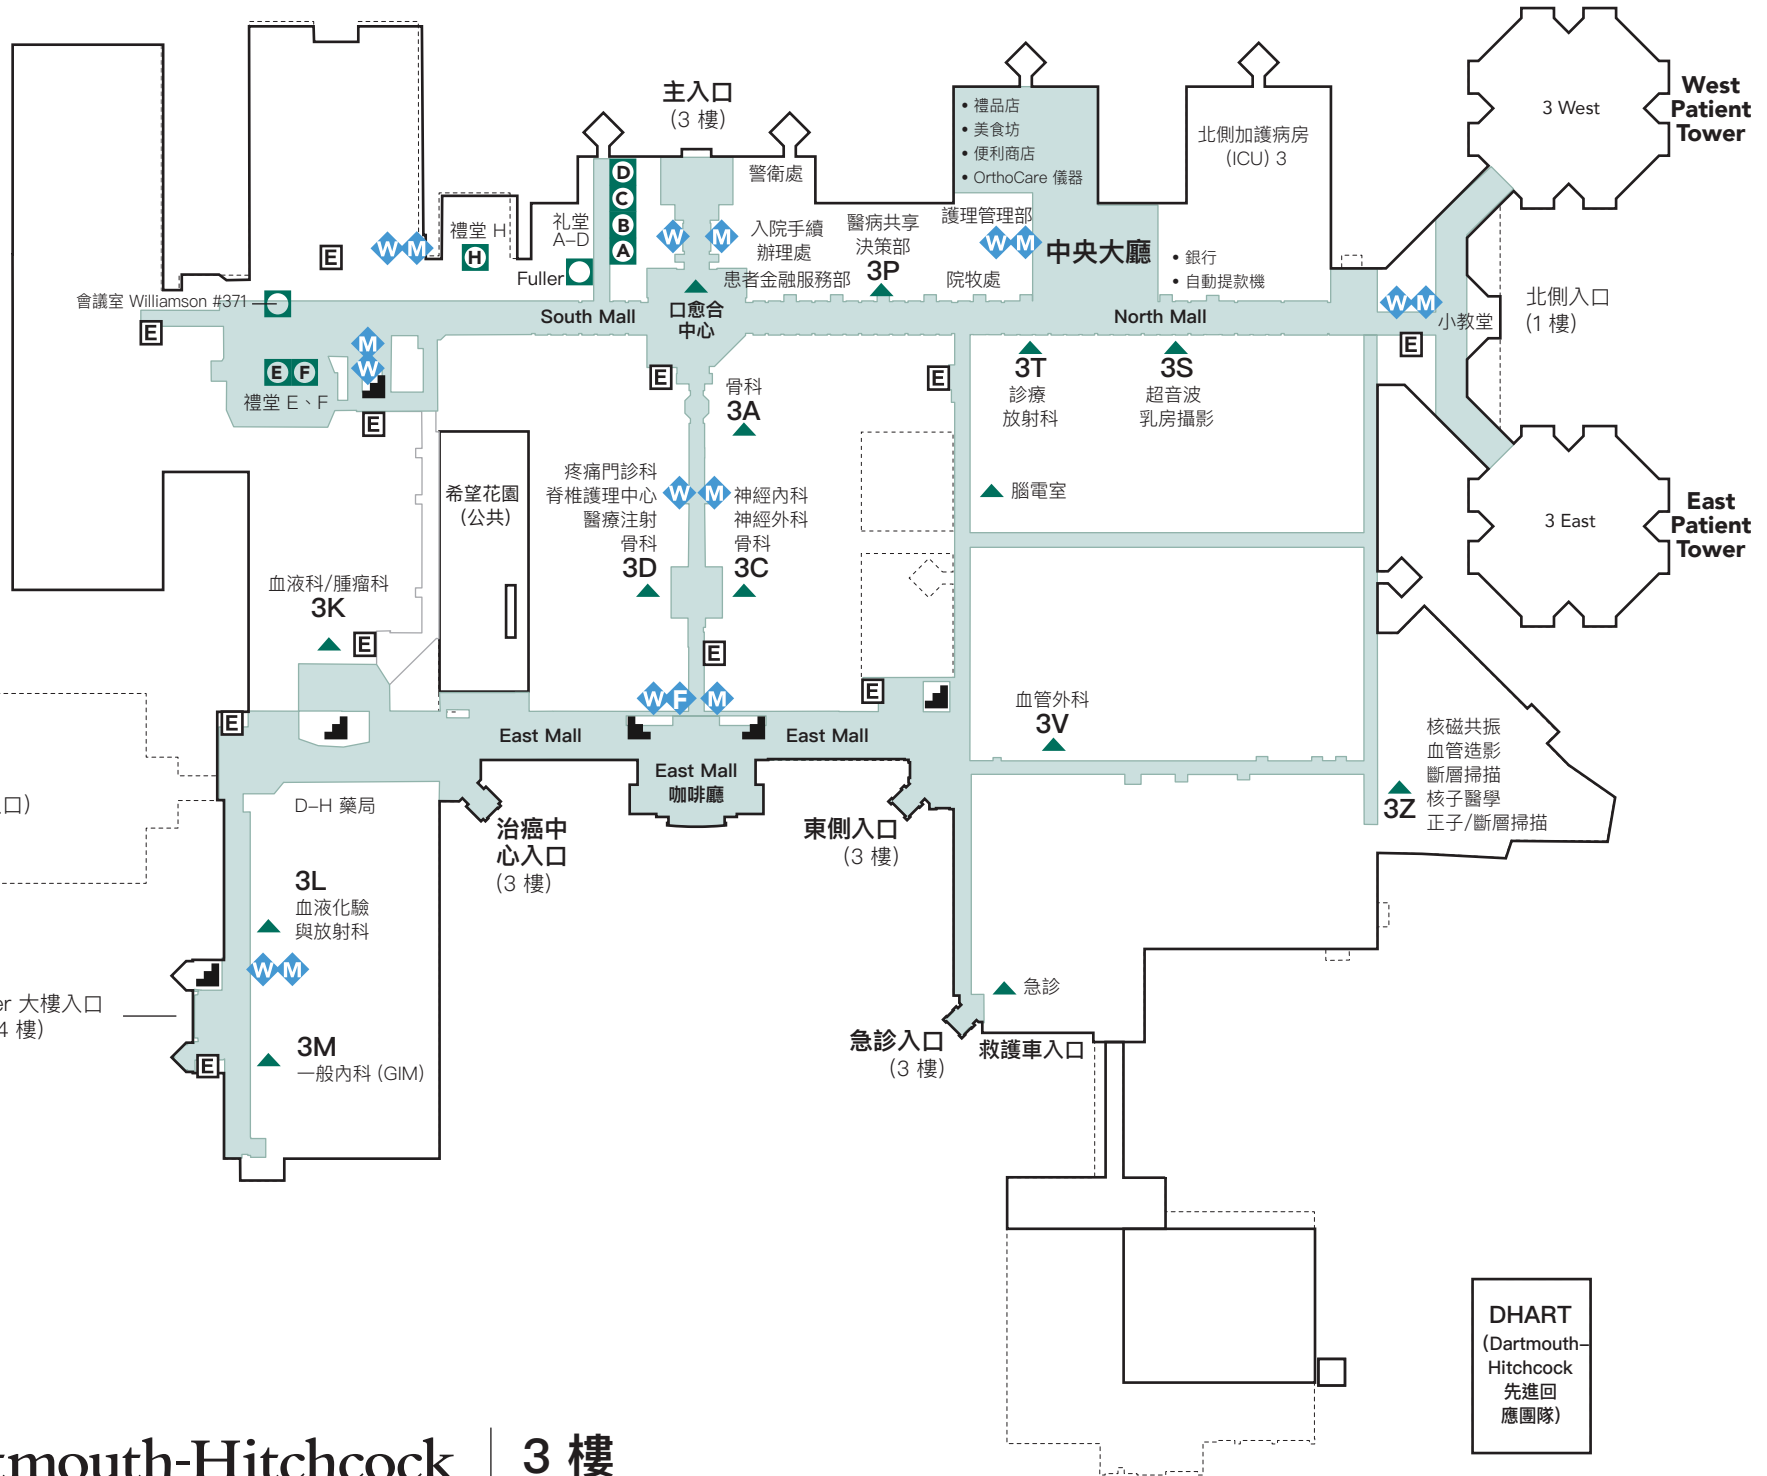 主入口
(3 樓)
警衛處
D
C
B
A
W
M
入院手續
辦理處
患者金融服務部
醫病共享
決策部
3P
護理管理部
W M
院牧處
• 禮品店
• 美食坊
• 便利商店
• OrthoCare 儀器
中央大廳
• 銀行
• 自動提款機
北側加護病房
(ICU) 3
3 West
West
Patient
Tower
北側入口
(1 樓)
W M
小教堂
E
3 East
East
Patient
Tower
E
W M
禮堂 H
H
礼堂
A–D
Fuller
會議室 Williamson #371
E
South Mall
口愈合
中心
North Mall
M
W
E F
禮堂 E、F
E
E
骨科
3A
E
3T
診療
放射科
3S
超音波
乳房攝影
腦電室
希望花園
(公共)
疼痛門診科
脊椎護理中心
醫療注射
骨科
3D
W
M
神經內科
神經外科
骨科
3C
血液科/腫瘤科
3K
E
E
W F M
E
E
East Mall
East Mall
East Mall
咖啡廳
血管外科
3V
核磁共振
血管造影
斷層掃描
核子醫學
正子/斷層掃描
3Z
口)
D–H 藥局
治癌中
心入口
(3 樓)
東側入口
(3 樓)
3L
血液化驗
與放射科
W M
er 大樓入口
4 樓)
E
3M
一般內科 (GIM)
急診
急診入口
(3 樓)
救護車入口
DHART
(Dartmouth–
Hitchcock
先進回
應團隊)
tmouth-Hitchcock
3 樓